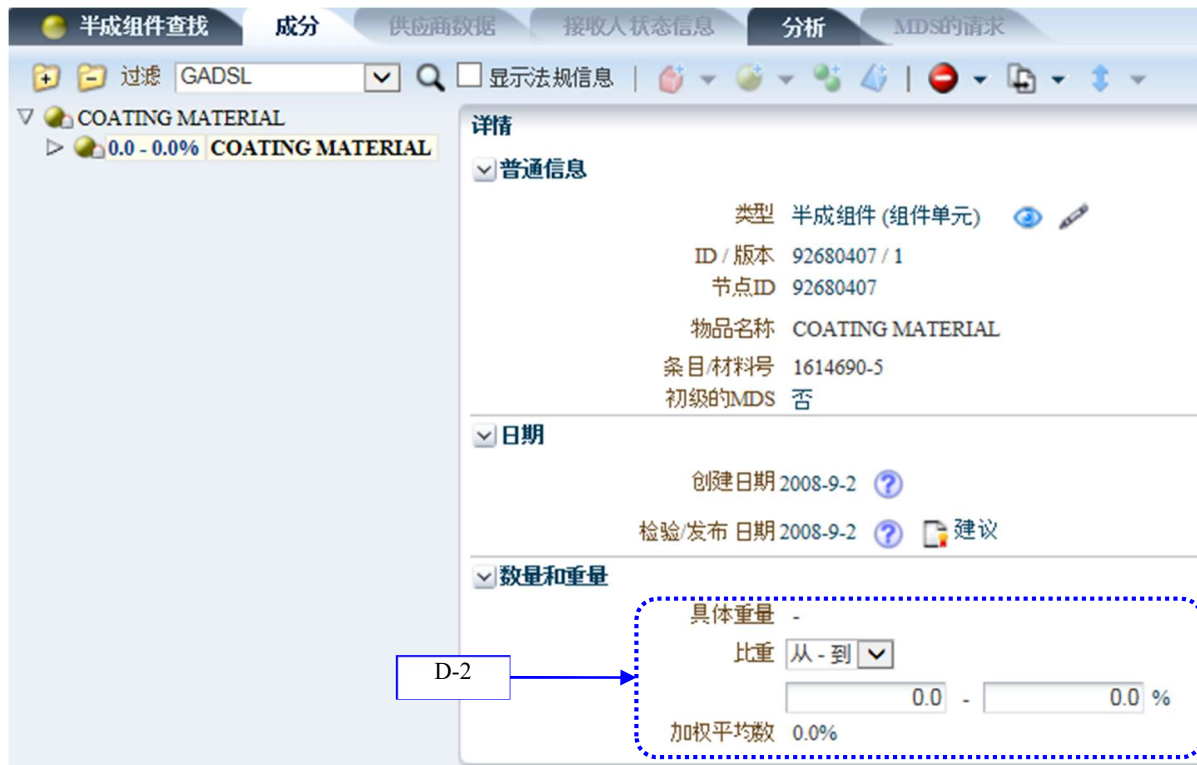 半成组件查找 成分 供应商数据 接收人状态信息 分析 MDS的请求
过滤 GADSL 显示法规信息
COATING MATERIAL
0.0 - 0.0% COATING MATERIAL
详情
普通信息
类型 半成组件 (组件单元)
ID / 版本 92680407 / 1
节点ID 92680407
物品名称 COATING MATERIAL
条目/材料号 1614690-5
初级的MDS 否
日期
创建日期 2008-9-2
检验/发布 日期 2008-9-2 建议
数量和重量
具体重量 -
比重 从 - 到
D-2
0.0 - 0.0 %
加权平均数 0.0%